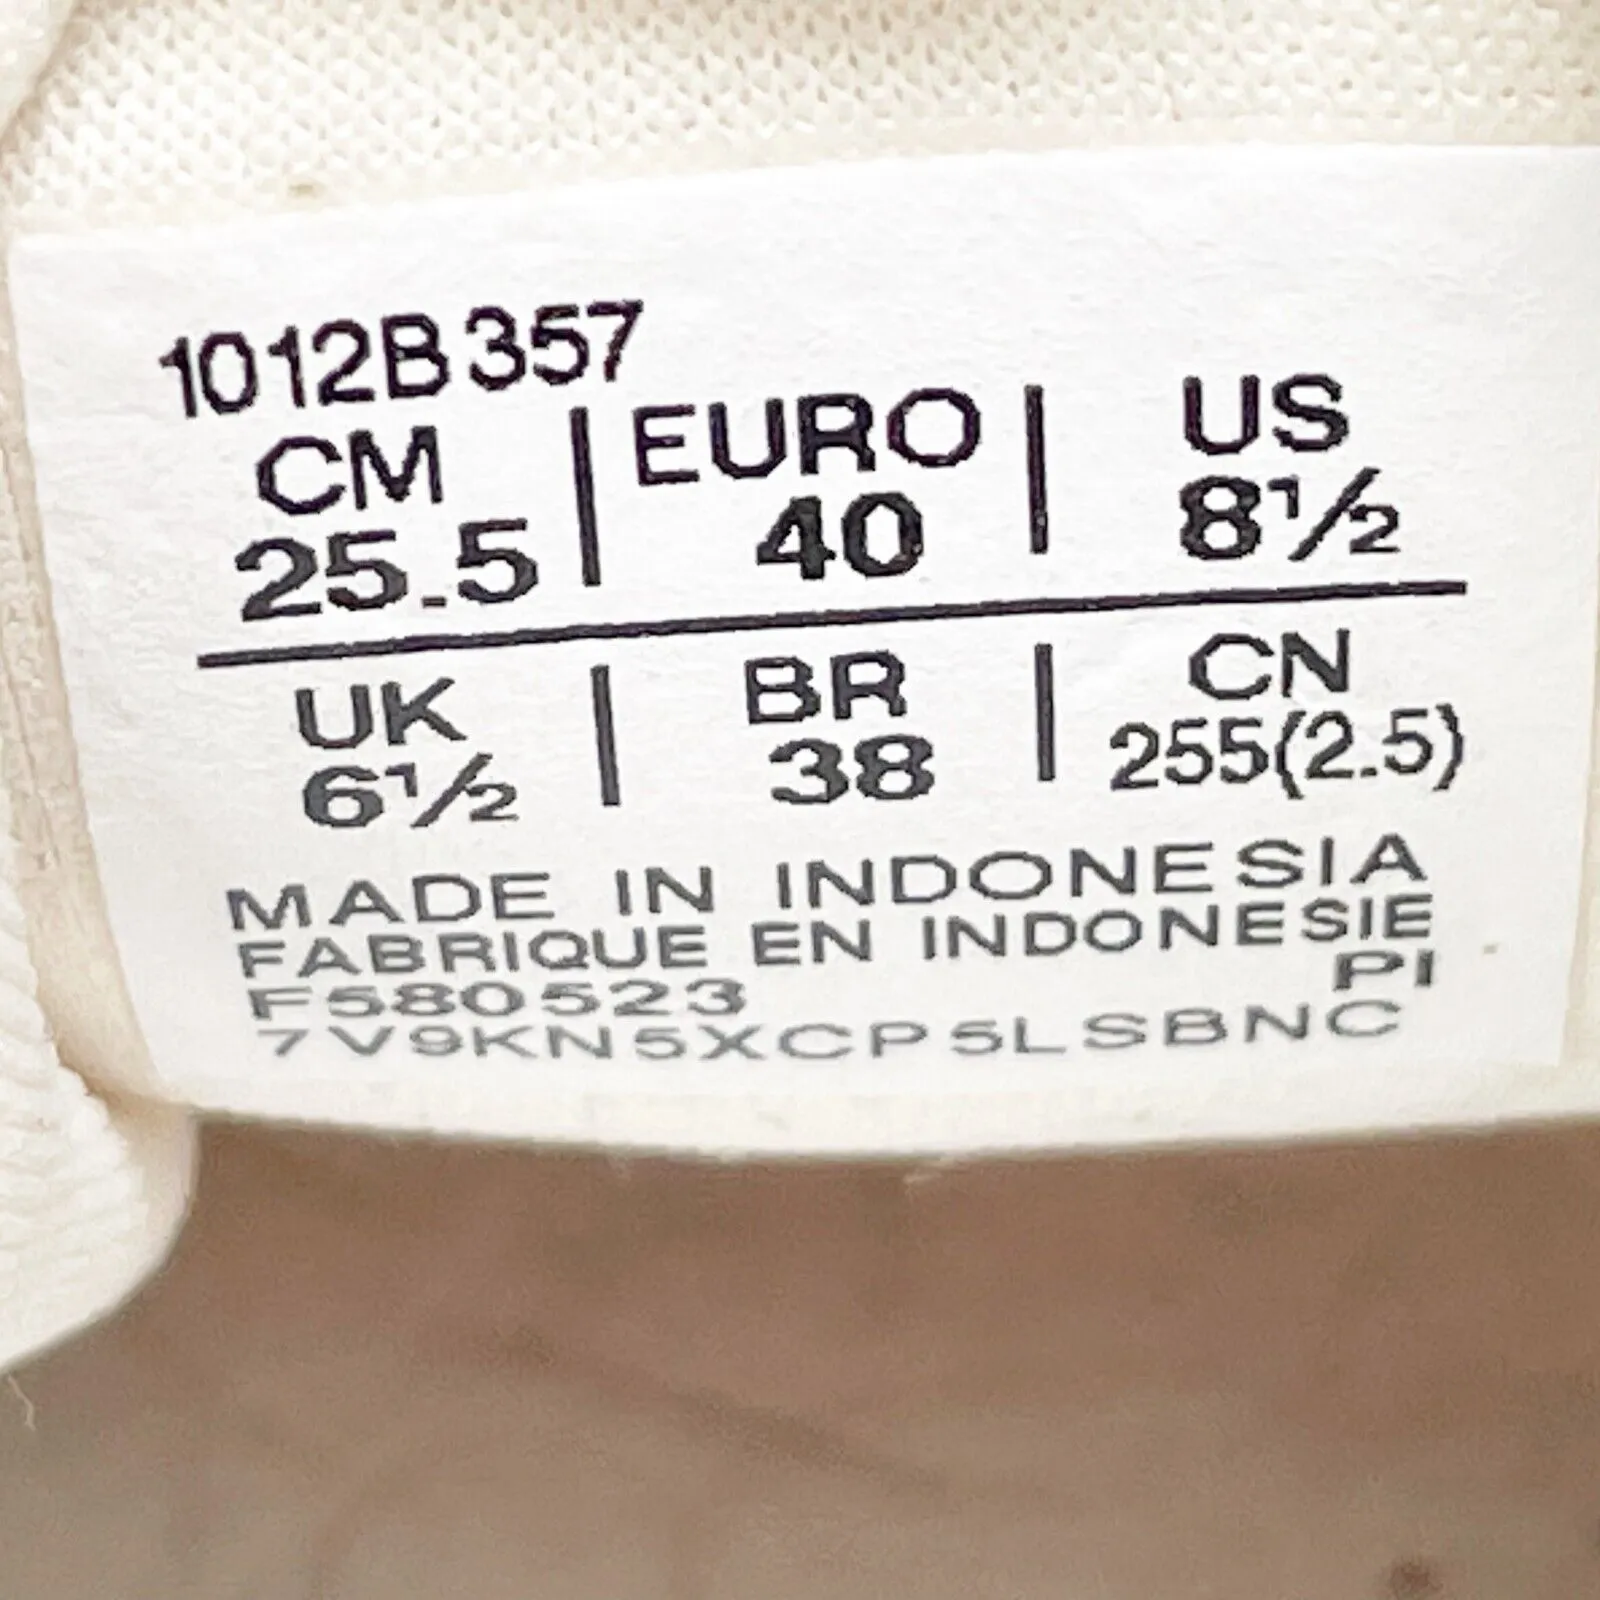 1012B357
CM | EURO | US
25.5 | 40 | 8½
UK | BR | CN
6½ | 38 | 255(2.5)
MADE IN INDONESIA
FABRIQUE EN INDONESIE
F580523 PI
7V9KN5XCP5LSBNC